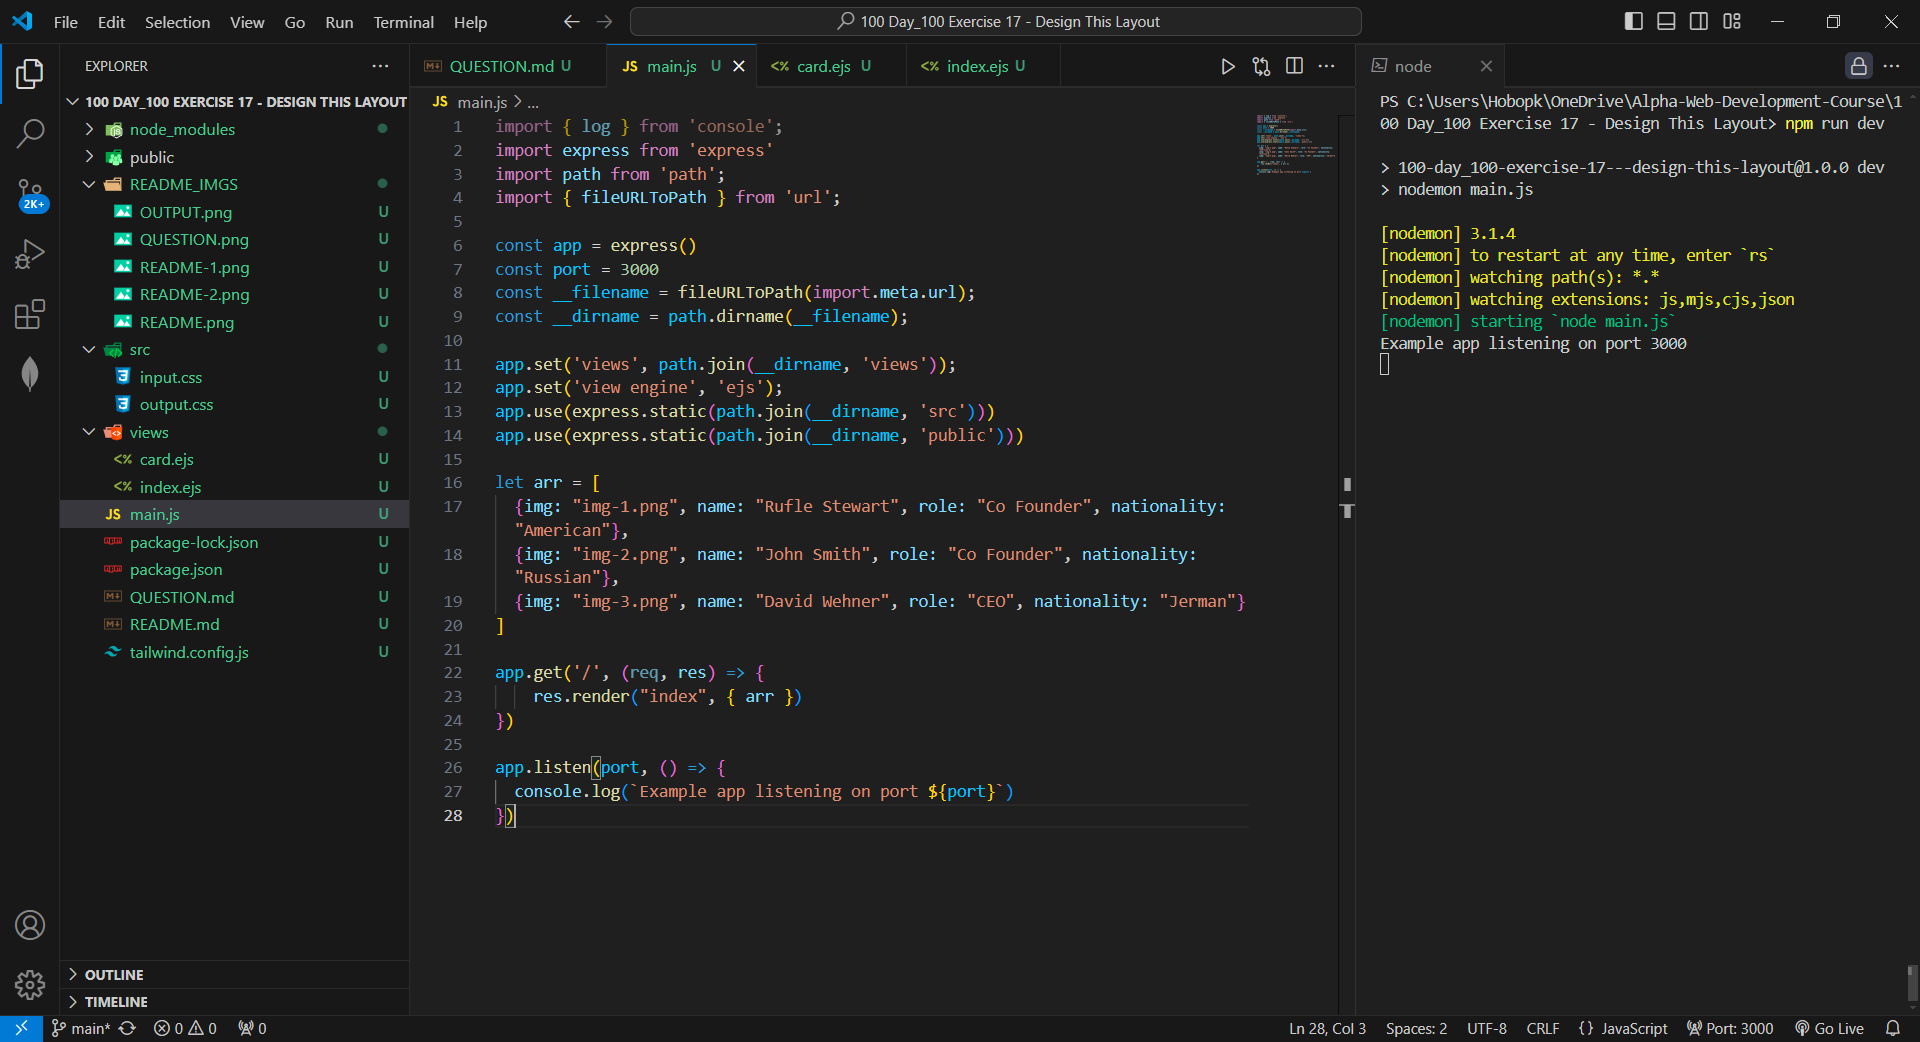 File Edit Selection View Go Run Terminal Help
100 Day_100 Exercise 17 - Design This Layout
EXPLORER
100 DAY_100 EXERCISE 17 - DESIGN THIS LAYOUT
node_modules
public
README_IMGS
OUTPUT.png U
QUESTION.png U
README-1.png U
README-2.png U
README.png U
src
input.css U
output.css U
views
card.ejs U
index.ejs U
main.js U
package-lock.json U
package.json U
QUESTION.md U
README.md U
tailwind.config.js U
2K+
OUTLINE
TIMELINE
QUESTION.md U
JS main.js U
<% card.ejs U
<% index.ejs U
JS main.js > ...
1 import { log } from 'console';
2 import express from 'express'
3 import path from 'path';
4 import { fileURLToPath } from 'url';
5
6 const app = express()
7 const port = 3000
8 const __filename = fileURLToPath(import.meta.url);
9 const __dirname = path.dirname(__filename);
10
11 app.set('views', path.join(__dirname, 'views'));
12 app.set('view engine', 'ejs');
13 app.use(express.static(path.join(__dirname, 'src')))
14 app.use(express.static(path.join(__dirname, 'public')))
15
16 let arr = [
17 {img: "img-1.png", name: "Rufle Stewart", role: "Co Founder", nationality:
"American"},
18 {img: "img-2.png", name: "John Smith", role: "Co Founder", nationality:
"Russian"},
19 {img: "img-3.png", name: "David Wehner", role: "CEO", nationality: "Jerman"}
20 ]
21
22 app.get('/', (req, res) => {
23 res.render("index", { arr })
24 })
25
26 app.listen(port, () => {
27 console.log(`Example app listening on port ${port}`)
28 })
node
PS C:\Users\Hobopk\OneDrive\Alpha-Web-Development-Course\1
00 Day_100 Exercise 17 - Design This Layout> npm run dev
> 100-day_100-exercise-17---design-this-layout@1.0.0 dev
> nodemon main.js
[nodemon] 3.1.4
[nodemon] to restart at any time, enter `rs`
[nodemon] watching path(s): *.*
[nodemon] watching extensions: js,mjs,cjs,json
[nodemon] starting `node main.js`
Example app listening on port 3000
main* 0 0 0
Ln 28, Col 3 Spaces: 2 UTF-8 CRLF {} JavaScript Port: 3000 Go Live